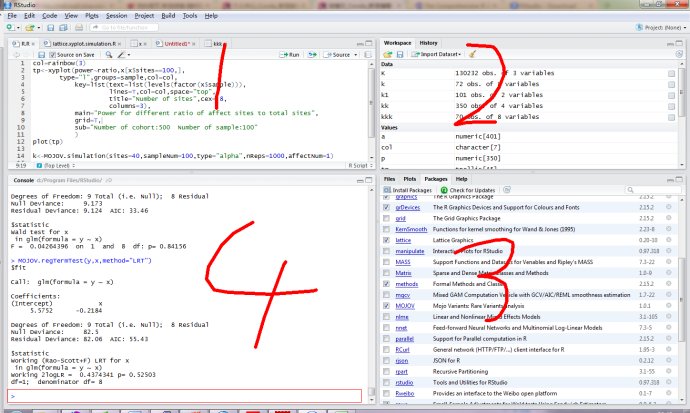 RStudio
File Edit Code View Plots Session Project Build Tools Help
Go to file/function
Project: (None)
R.R lattice.xyplot.simulation.R x Untitled1* kkk
Source on Save Run Source
1 col=rainbow(3)
2 tp<-xyplot(power~ratio,x[x$sites==100,],
type="l",groups=sample,col=col,
key=list(text=list(levels(factor(x$sample))),
lines=T,col=col,space="top",
title="Number of sites",
columns=3),
main="Power for different ratio of affect sites to total sites",
grid=T,
sub="Number of cohort:500 Number of sample:100"
)
plot(tp)
k<-MOJOV.simulation(sites=40,sampleNum=100,type="alpha",nReps=1000,affectNum=1)
9:19 (Top Level) R Script
1
Workspace History
Import Dataset
Data
K 130232 obs. of 3 variables
k 72 obs. of variables
k1 101 obs. of 2 variables
kk 350 obs. of 4 variables
kkk 70 obs. of 8 variables
Values
a numeric[401]
col character[7]
p numeric[350]
2
Console d:/Program Files/RStudio/
Degrees of Freedom: 9 Total (i.e. Null); 8 Residual
Null Deviance: 9.173
Residual Deviance: 9.124 AIC: 33.46
$statistic
Wald test for x
in glm(formula = y ~ x)
F = 0.04264396 on 1 and 8 df: p= 0.84156
> MOJOV.regTermTest(y,x,method="LRT")
$fit
Call: glm(formula = y ~ x)
Coefficients:
(Intercept) x
5.5752 -0.2184
Degrees of Freedom: 9 Total (i.e. Null); 8 Residual
Null Deviance: 82.5
Residual Deviance: 82.06 AIC: 55.43
$statistic
Working (Rao-Scott+F) LRT for x
in glm(formula = y ~ x)
Working 2logLR = 0.4374341 p= 0.52503
df=1; denominator df= 8
>
4
Files Plots Packages Help
Install Packages Check for Updates
graphics The R Graphics Package 2.15.2
grDevices The R Graphics Devices and Support for Colours and Fonts 2.15.2
grid The Grid Graphics Package 2.15.2
KernSmooth Functions for kernel smoothing for Wand & Jones (1995) 2.23-8
lattice Lattice Graphics 0.20-10
manipulate Interactive Plots for RStudio 0.97.318
MASS Support Functions and Datasets for Venables and Ripley's MASS 7.3-22
Matrix Sparse and Dense Matrix Classes and Methods 1.0-9
methods Formal Methods and Classes 2.15.2
mgcv Mixed GAM Computation Vehicle with GCV/AIC/REML smoothness estimation 1.7-22
MOJOV Mojo Variants: Rare Variants Analysis 1.0.1
nlme Linear and Nonlinear Mixed Effects Models 3.1-105
nnet Feed-forward Neural Networks and Multinomial Log-Linear Models 7.3-5
parallel Support for Parallel computation in R 2.15.2
RCurl General network (HTTP/FTP/...) client interface for R
rjson JSON for R 0.2.12
rpart Recursive Partitioning 3.1-55
rstudio Tools and Utilities for RStudio 0.97.318
Rweibo Provides an interface to the Weibo open platform
3